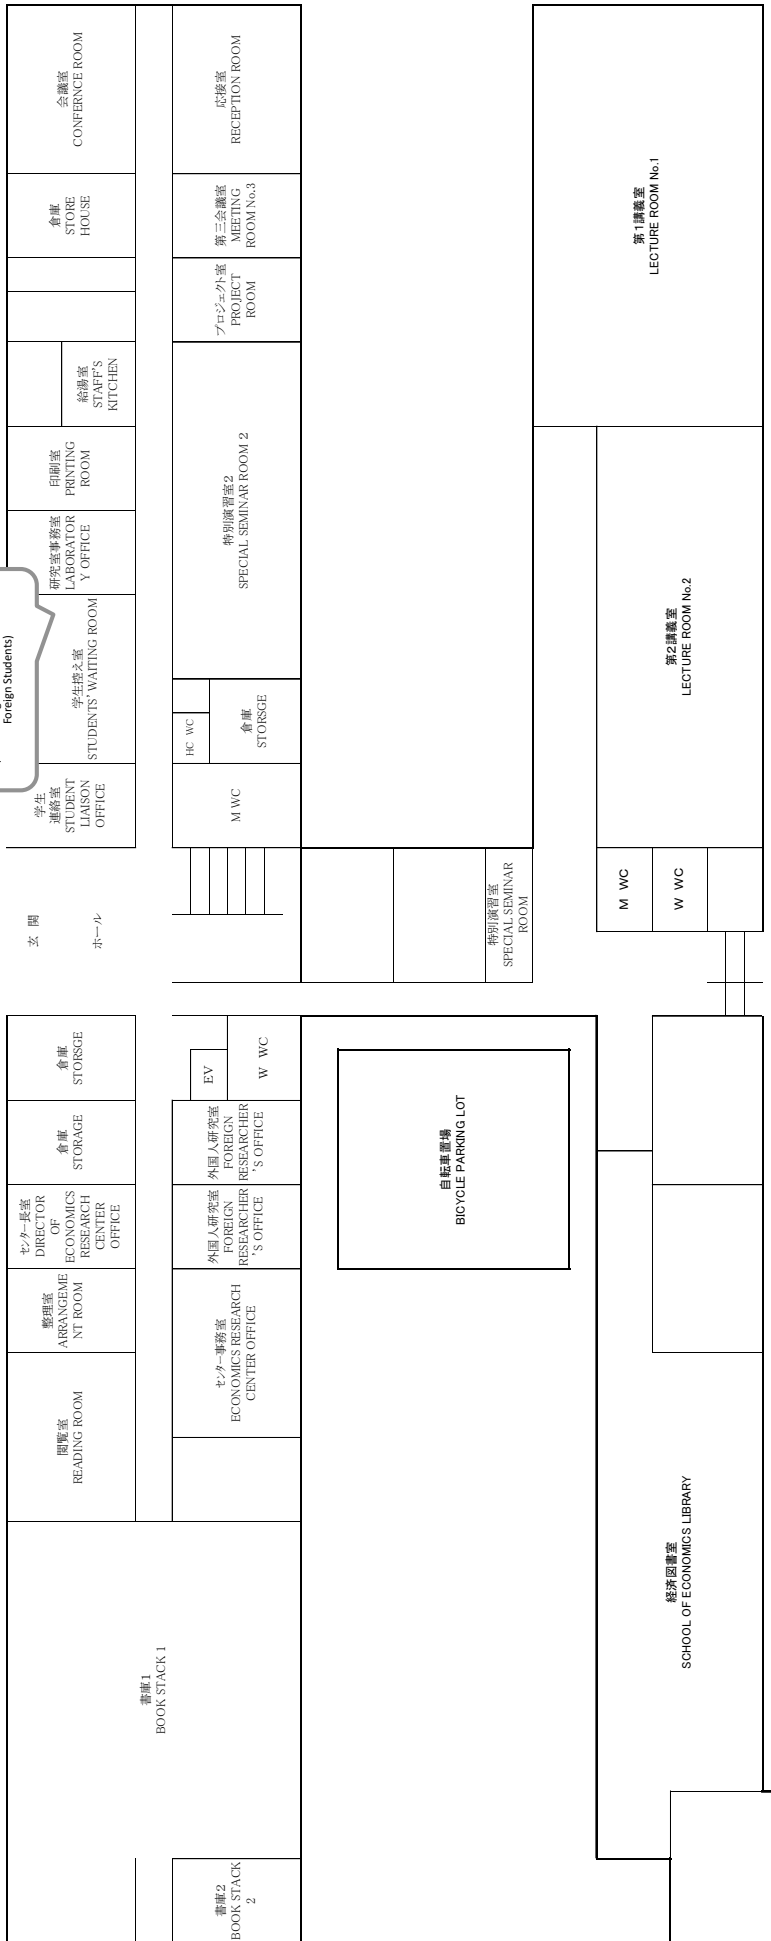 会議室
CONFERNCE ROOM
応接室
RECEPTION ROOM
倉庫
STORE
HOUSE
第三会議室
MEETING
ROOM No.3
プロジェクト室
PROJECT
ROOM
給湯室
STAFF'S
KITCHEN
印刷室
PRINTING
ROOM
研究室事務室
LABORATOR
Y OFFICE
特別演習室2
SPECIAL SEMINAR ROOM 2
Foreign Students)
学生控え室
STUDENTS' WAITING ROOM
HC WC
倉庫
STORSGE
学生
連絡室
STUDENT
LIAISON
OFFICE
M WC
第1講義室
LECTURE ROOM No.1
第2講義室
LECTURE ROOM No.2
玄 関
ホール
特別演習室
SPECIAL SEMINAR
ROOM
M WC
W WC
倉庫
STORSGE
EV
W WC
倉庫
STORAGE
外国人研究室
FOREIGN
RESEARCHER
'S OFFICE
センター長室
DIRECTOR
OF
ECONOMICS
RESEARCH
CENTER
OFFICE
外国人研究室
FOREIGN
RESEARCHER
'S OFFICE
整理室
ARRANGEME
NT ROOM
センター事務室
ECONOMICS RESEARCH
CENTER OFFICE
閲覧室
READING ROOM
自転車置場
BICYCLE PARKING LOT
書庫1
BOOK STACK 1
経済図書室
SCHOOL OF ECONOMICS LIBRARY
書庫2
BOOK STACK
2